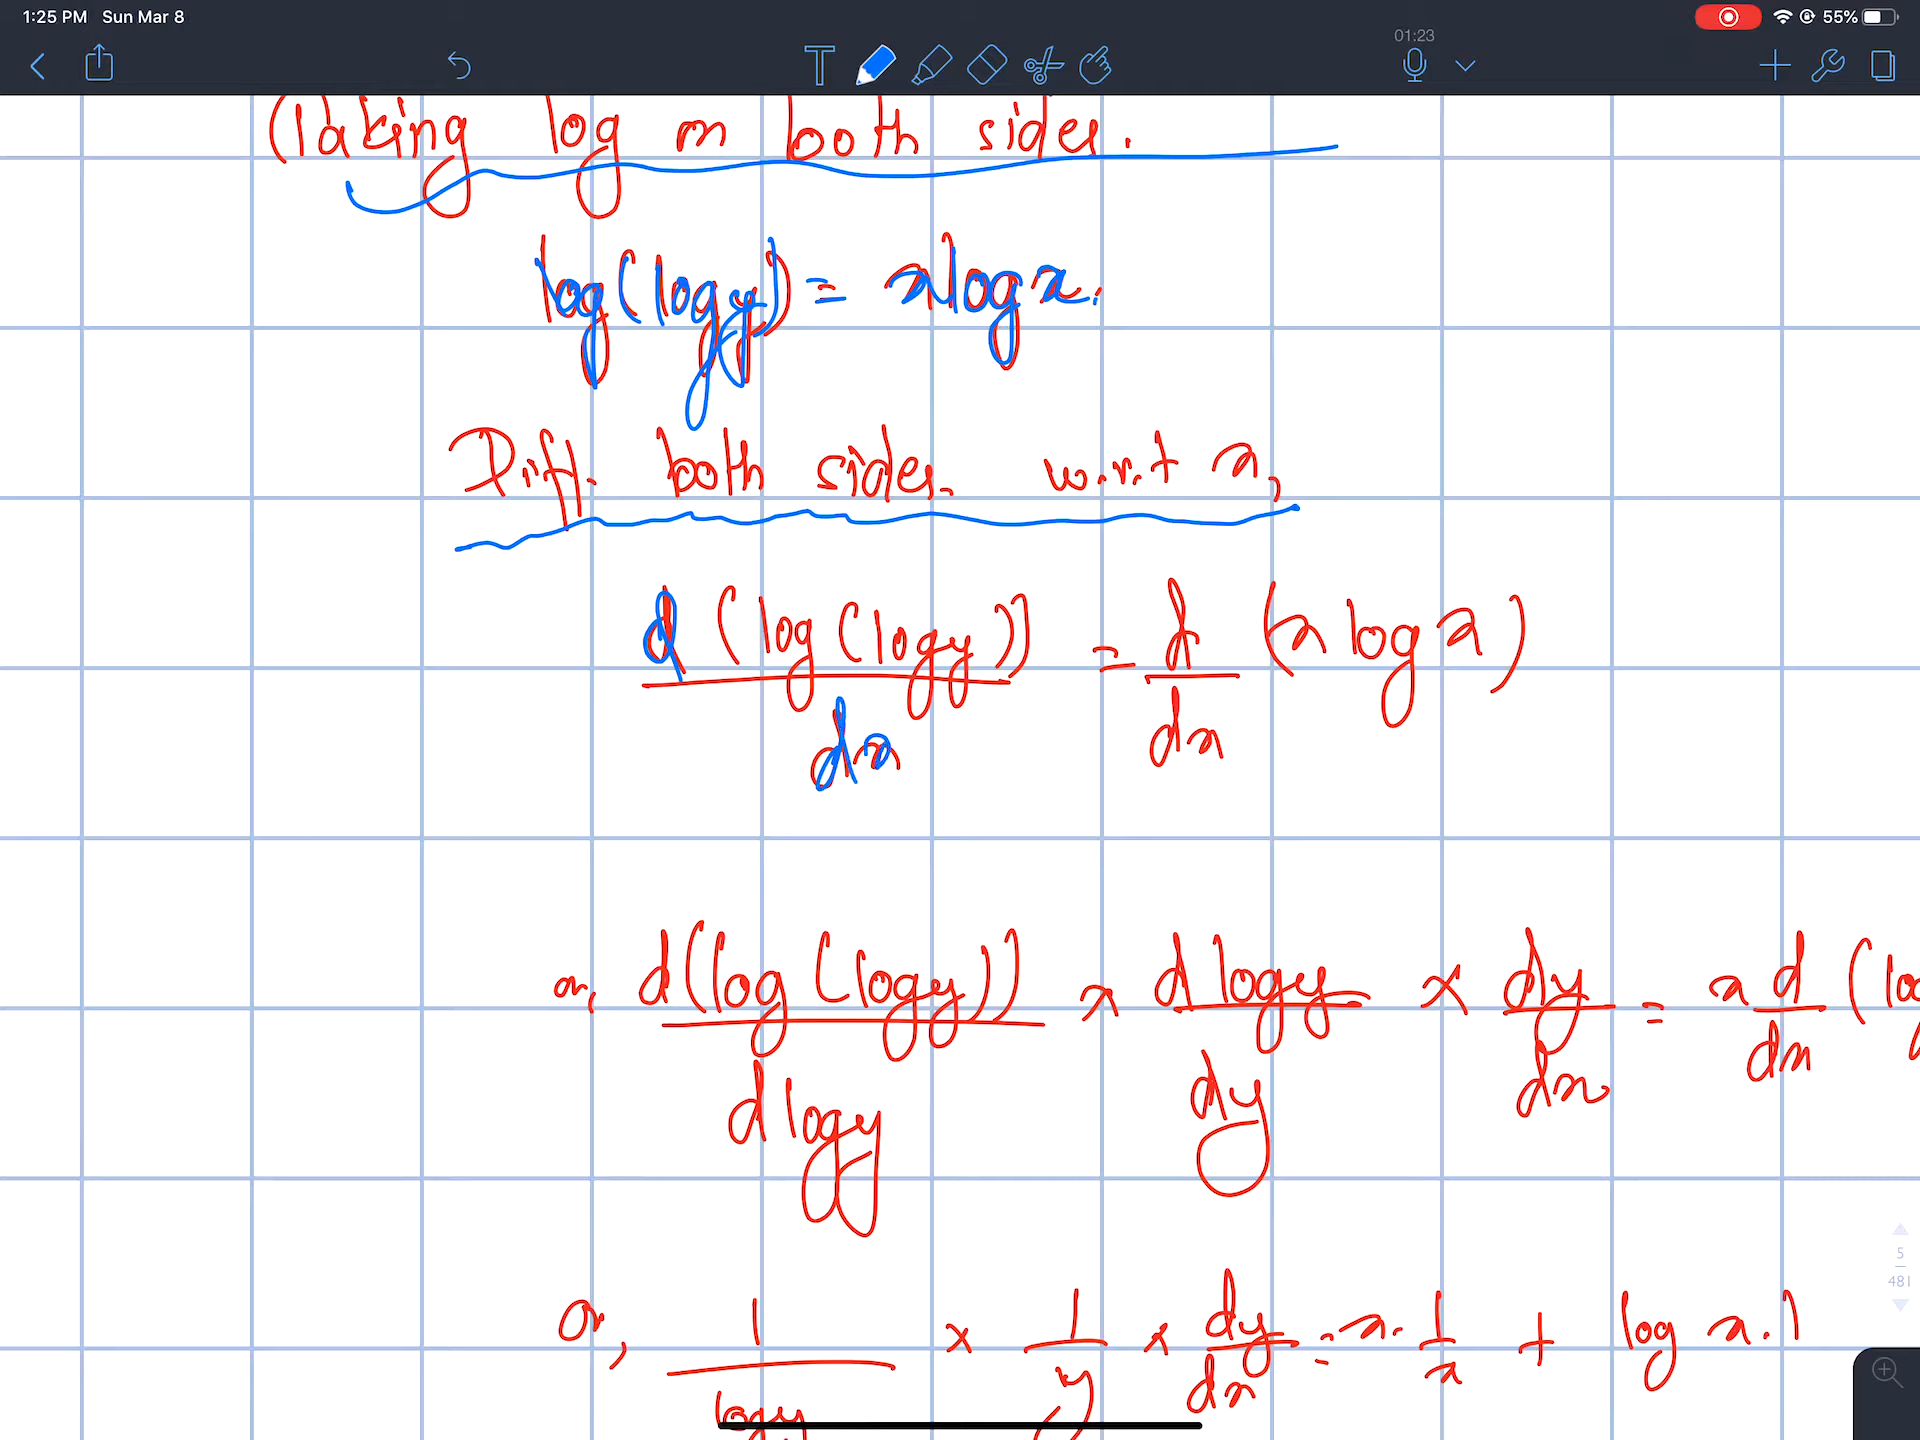 1:25 PM Sun Mar 8
55%
01:23
T
(Taking log on both sides.
log(logy) = x log x.
Diff. both sides. w.r.t x,
d (log (logy)) = d (x log x)
dx dx
or, d(log (logy)) × d logy × dy = x d (lo
d logy dy dx dx
Or, 1 × 1 × dy = x. 1 + log x. 1
logy y dx x
5
481